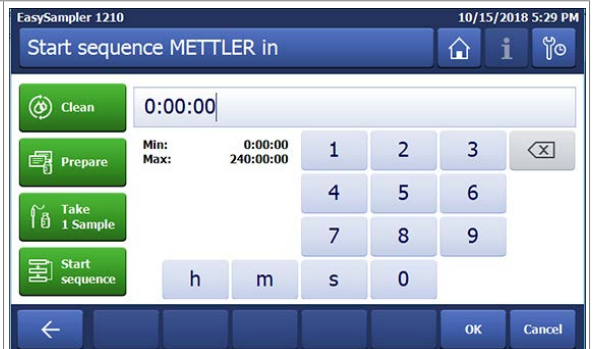 EasySampler 1210
10/15/2018 5:29 PM
Start sequence METTLER in
Clean
0:00:00
Prepare
Min: 0:00:00
Max: 240:00:00
1 2 3
Take
1 Sample
4 5 6
7 8 9
Start
sequence
h m s 0
OK Cancel